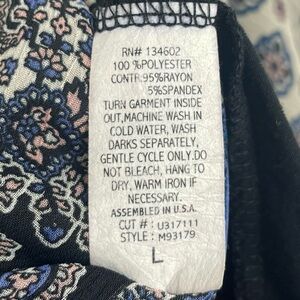 RN# 134602
100 %POLYESTER
CONTR:95%RAYON
5%SPANDEX
TURN GARMENT INSIDE
OUT,MACHINE WASH IN
COLD WATER, WASH
DARKS SEPARATELY,
GENTLE CYCLE ONLY.DO
NOT BLEACH, HANG TO
DRY, WARM IRON IF
NECESSARY.
ASSEMBLED IN U.S.A.
CUT # : U317111
STYLE : M93179
L